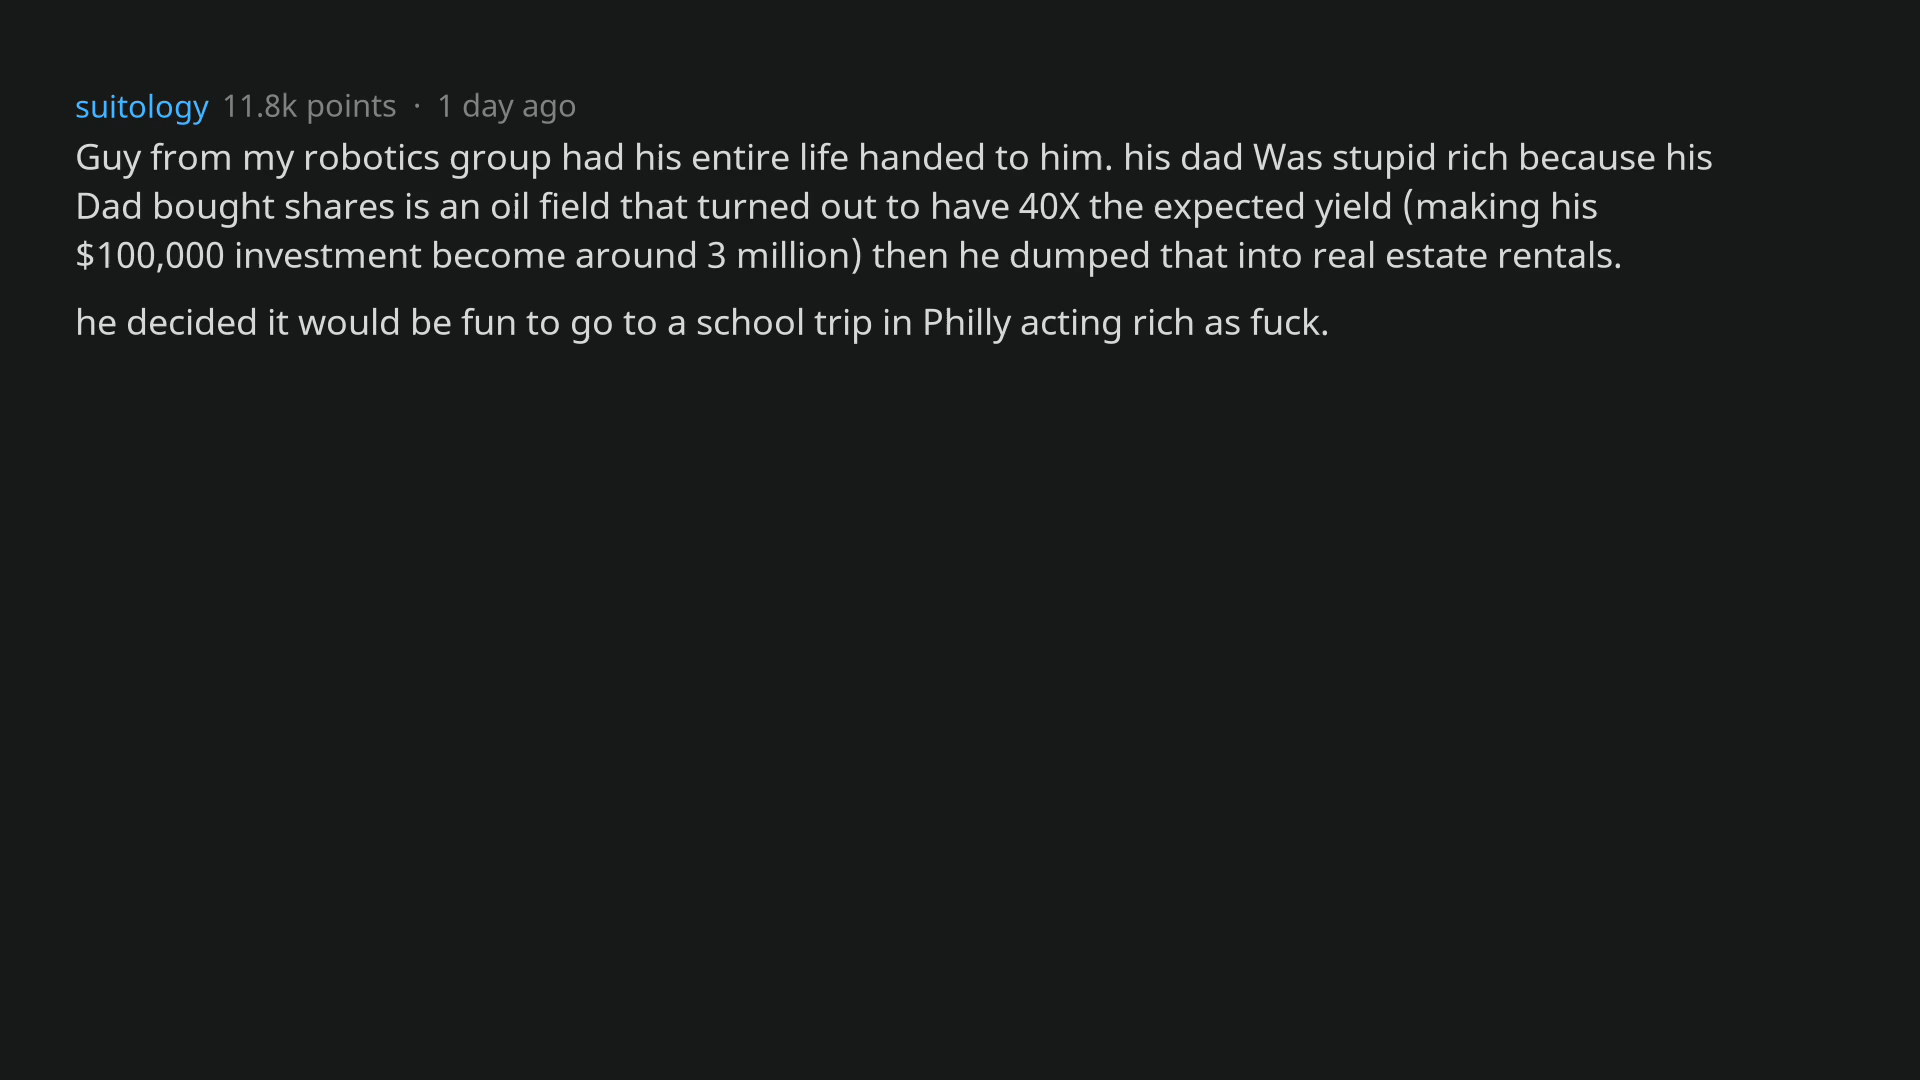 suitology 11.8k points · 1 day ago
Guy from my robotics group had his entire life handed to him. his dad Was stupid rich because his
Dad bought shares is an oil field that turned out to have 40X the expected yield (making his
$100,000 investment become around 3 million) then he dumped that into real estate rentals.
he decided it would be fun to go to a school trip in Philly acting rich as fuck.